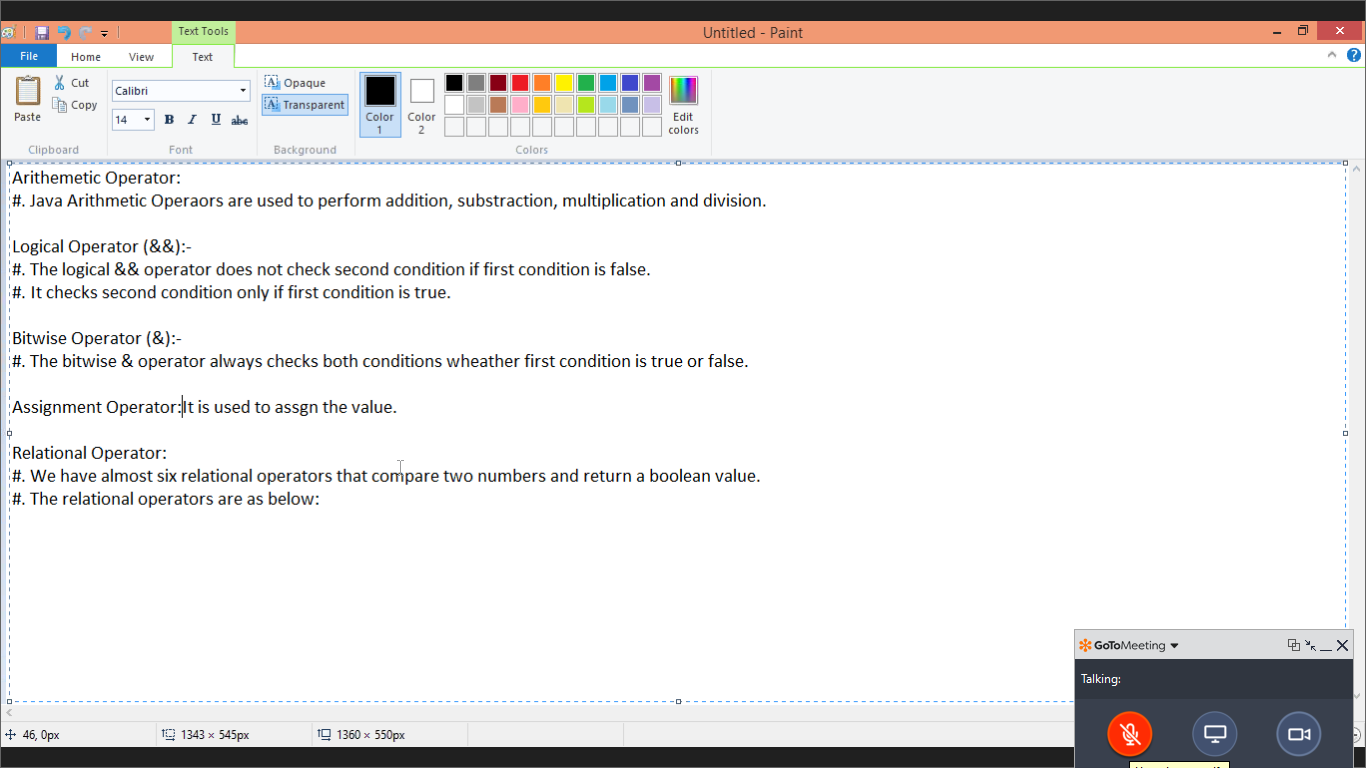 Text Tools
Untitled - Paint
File Home View Text
Paste
Cut
Copy
Clipboard
Calibri
14 B I U abc
Font
Opaque
Transparent
Background
Color 1
Color 2
Edit colors
Colors
Arithemetic Operator:
#. Java Arithmetic Operaors are used to perform addition, substraction, multiplication and division.
Logical Operator (&&):-
#. The logical && operator does not check second condition if first condition is false.
#. It checks second condition only if first condition is true.
Bitwise Operator (&):-
#. The bitwise & operator always checks both conditions wheather first condition is true or false.
Assignment Operator:It is used to assgn the value.
Relational Operator:
#. We have almost six relational operators that compare two numbers and return a boolean value.
#. The relational operators are as below:
GoToMeeting
Talking:
46, 0px
1343 × 545px
1360 × 550px